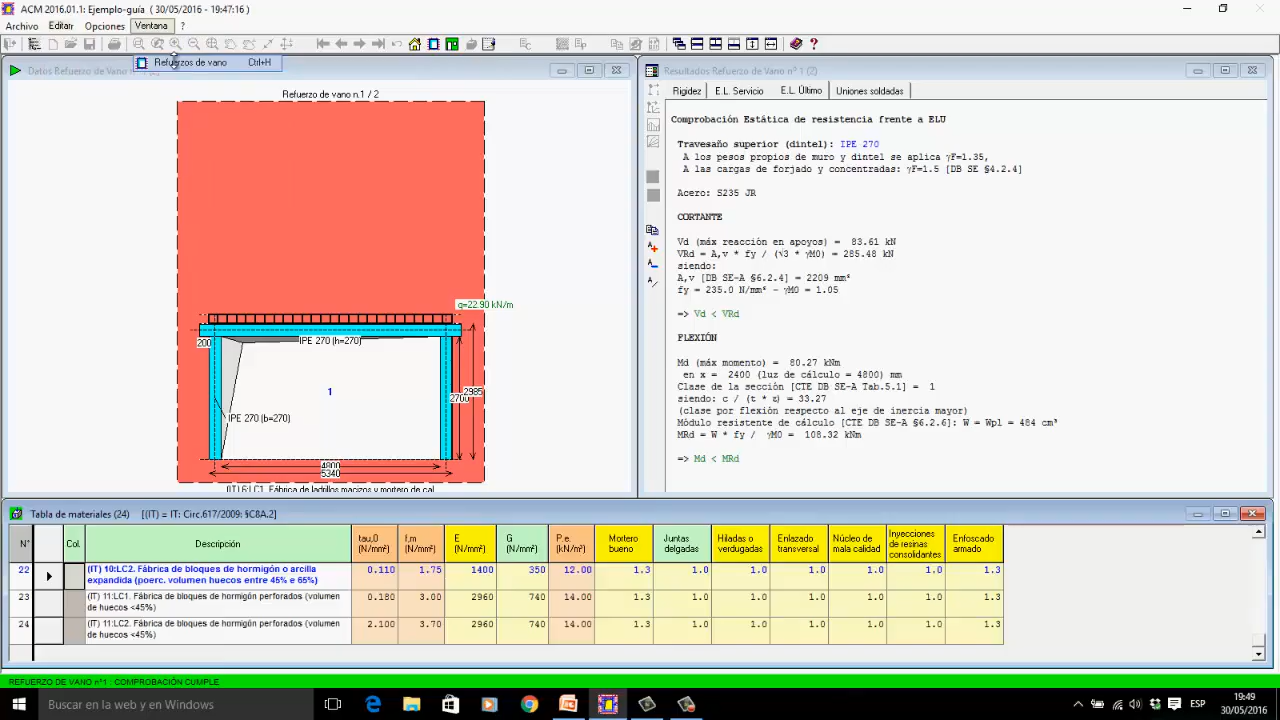 ACM 2016.01.1: Ejemplo-guía ( 30/05/2016 - 19:47:16 )
Archivo Editar Opciones Ventana ?
Refuerzos de vano Ctrl+H
Datos Refuerzo de Vano
Refuerzo de vano n.1 / 2
q=22.90 kN/m
200
IPE 270 (h=270)
2985
2700
1
IPE 270 (b=270)
4800
5340
(IT) 6:LC1. Fábrica de ladrillos macizos y mortero de cal
Resultados Refuerzo de Vano nº 1 (2)
Rigidez E.L. Servicio E.L. Último Uniones soldadas
Comprobación Estática de resistencia frente a ELU
Travesaño superior (dintel): IPE 270
A los pesos propios de muro y dintel se aplica γF=1.35,
A las cargas de forjado y concentradas: γF=1.5 [DB SE §4.2.4]
Acero: S235 JR
CORTANTE
Vd (máx reacción en apoyos) = 83.61 kN
VRd = A,v * fy / (√3 * γM0) = 285.48 kN
siendo:
A,v [DB SE-A §6.2.4] = 2209 mm²
fy = 235.0 N/mm² - γM0 = 1.05
=> Vd < VRd
FLEXIÓN
Md (máx momento) = 80.27 kNm
en x = 2400 (luz de cálculo = 4800) mm
Clase de la sección [CTE DB SE-A Tab.5.1] = 1
siendo: c / (t * ε) = 33.27
(clase por flexión respecto al eje de inercia mayor)
Módulo resistente de cálculo [CTE DB SE-A §6.2.6]: W = Wpl = 484 cm³
MRd = W * fy / γM0 = 108.32 kNm
=> Md < MRd
Tabla de materiales (24) [(IT) = IT: Circ.617/2009: §C8A.2]
N° Col. Descripción tau,0 (N/mm²) f,m (N/mm²) E (N/mm²) G (N/mm²) P.e. (kN/m³) Mortero bueno Juntas delgadas Hiladas o verdugadas Enlazado transversal Núcleo de mala calidad Inyecciones de resinas consolidantes Enfoscado armado
22 (IT) 10:LC2. Fábrica de bloques de hormigón o arcilla expandida (poerc. volumen huecos entre 45% e 65%) 0.110 1.75 1400 350 12.00 1.3 1.0 1.0 1.0 1.0 1.0 1.3
23 (IT) 11:LC1. Fábrica de bloques de hormigón perforados (volumen de huecos <45%) 0.180 3.00 2960 740 14.00 1.3 1.0 1.0 1.0 1.0 1.0 1.3
24 (IT) 11:LC2. Fábrica de bloques de hormigón perforados (volumen de huecos <45%) 2.100 3.70 2960 740 14.00 1.3 1.0 1.0 1.0 1.0 1.0 1.3
REFUERZO DE VANO nº1 : COMPROBACIÓN CUMPLE
Buscar en la web y en Windows
ESP
19:49
30/05/2016